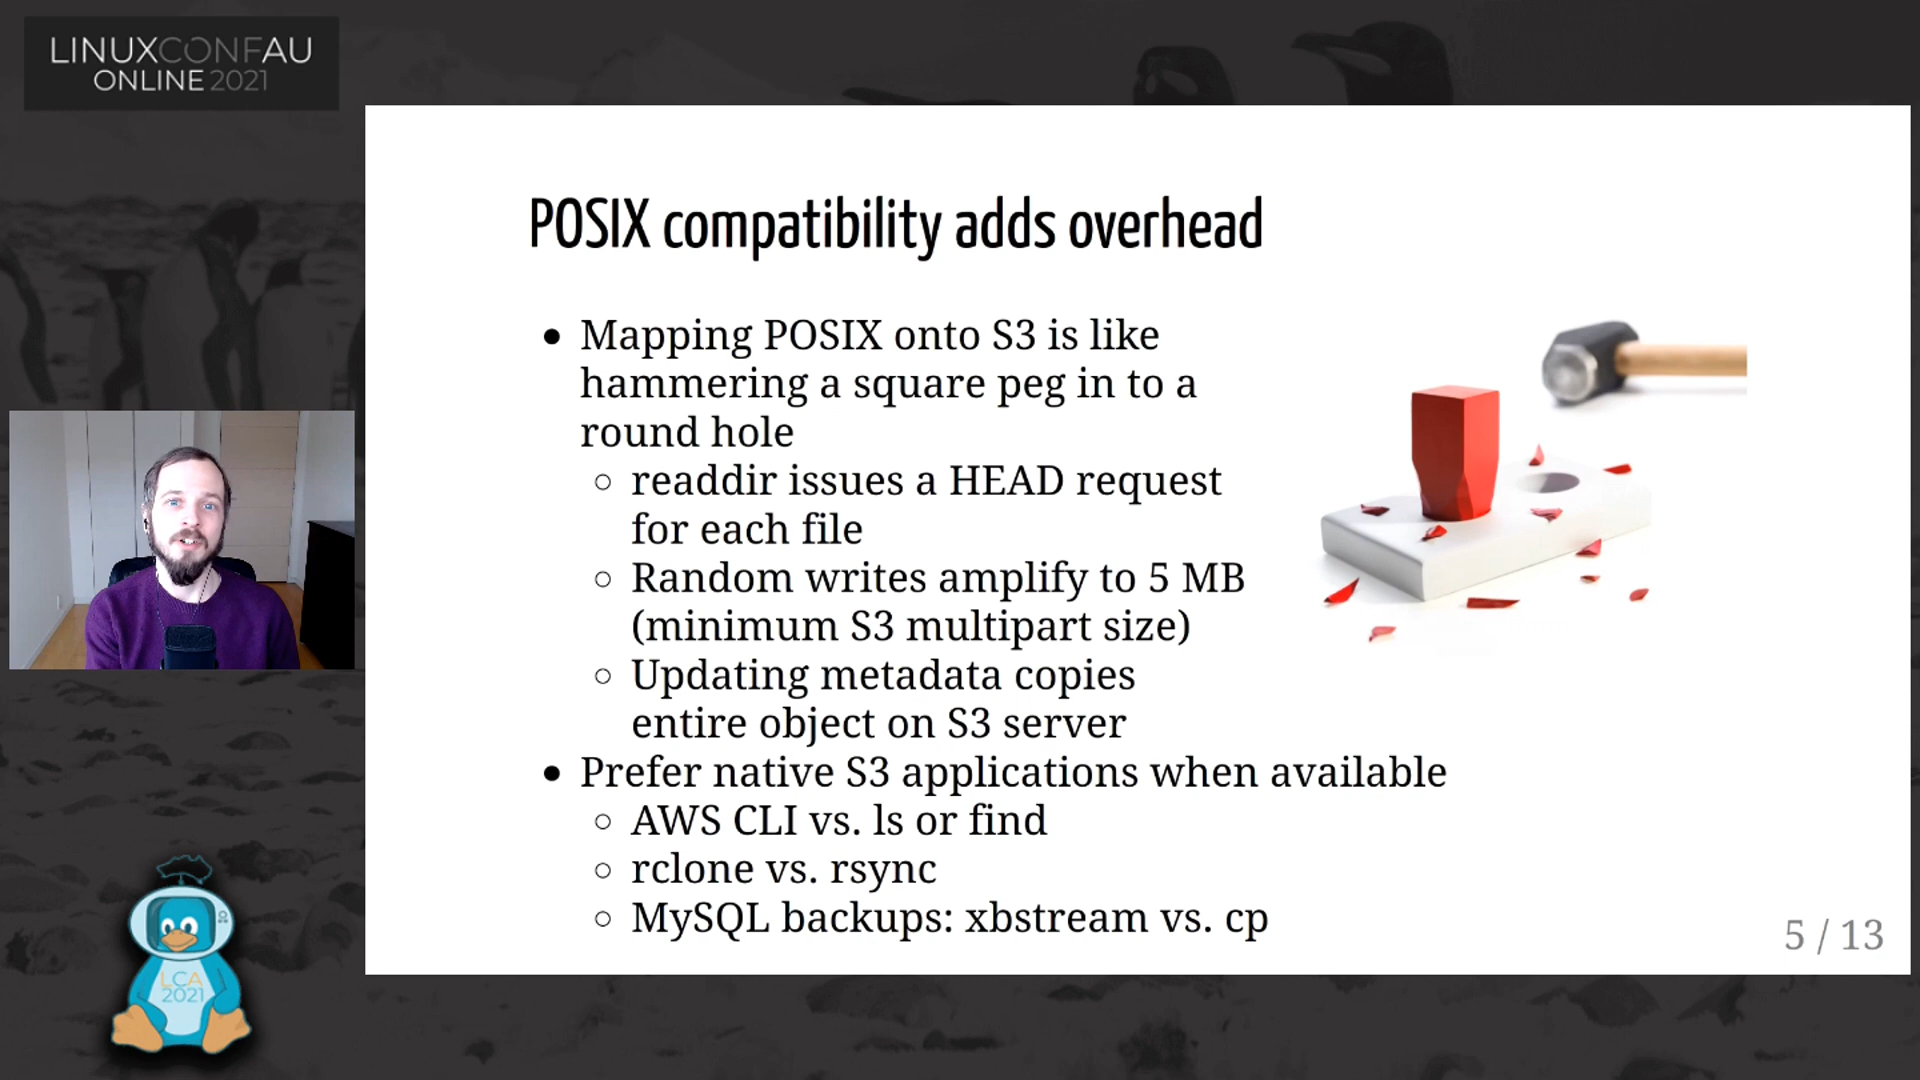 LINUXCONFAU
ONLINE 2021
POSIX compatibility adds overhead
• Mapping POSIX onto S3 is like
hammering a square peg in to a
round hole
○ readdir issues a HEAD request
for each file
○ Random writes amplify to 5 MB
(minimum S3 multipart size)
○ Updating metadata copies
entire object on S3 server
• Prefer native S3 applications when available
○ AWS CLI vs. ls or find
○ rclone vs. rsync
○ MySQL backups: xbstream vs. cp
5 / 13
LCA
2021